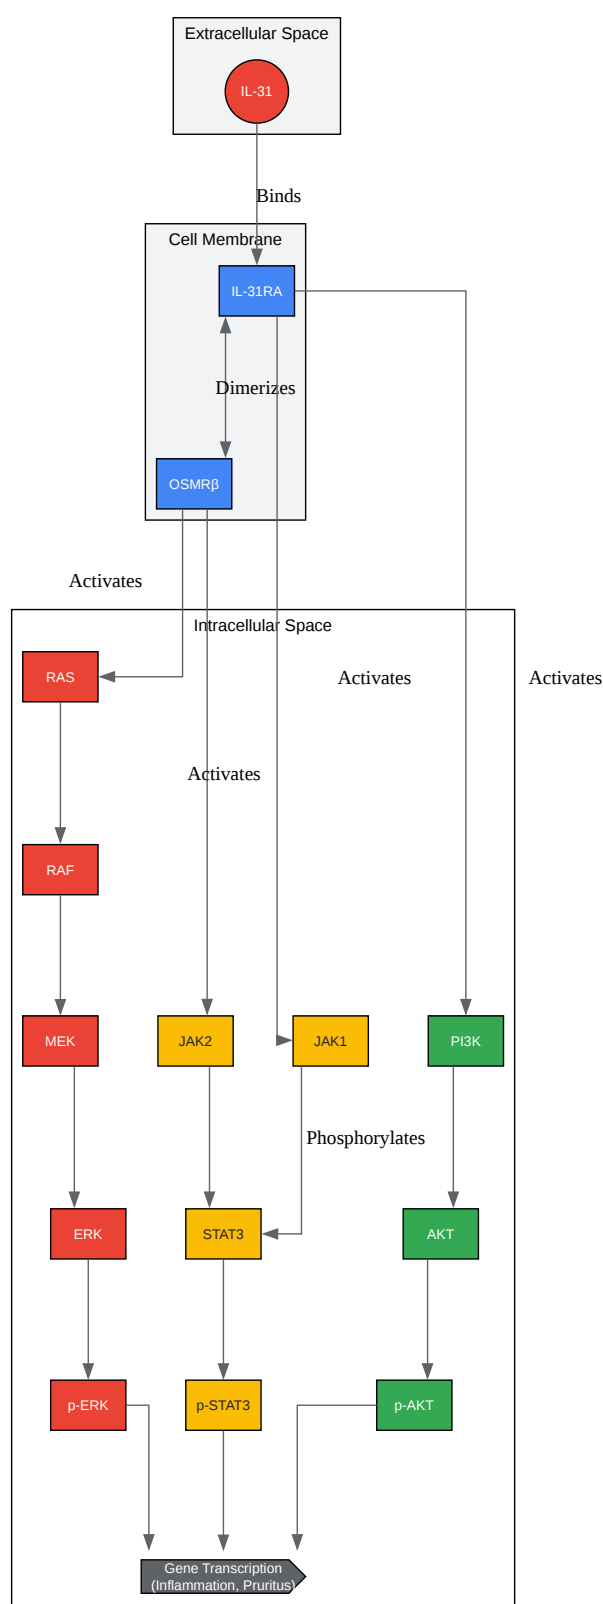 Extracellular Space
IL-31
Binds
Cell Membrane
IL-31RA
Dimerizes
OSMRβ
Activates
Intracellular Space
RAS
Activates
Activates
Activates
RAF
MEK
JAK2
JAK1
PI3K
Phosphorylates
ERK
STAT3
AKT
p-ERK
p-STAT3
p-AKT
Gene Transcription
(Inflammation, Pruritus)